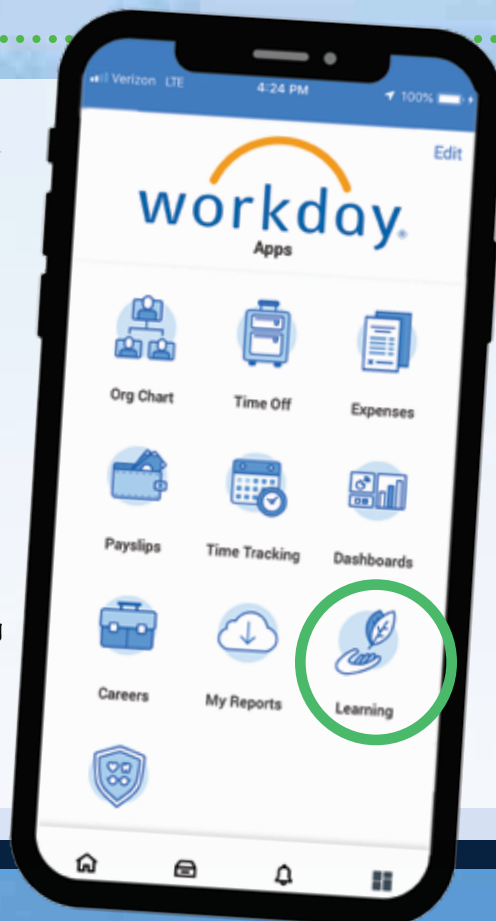 Verizon LTE 4:24 PM 100%
Edit
workday®
Apps
Org Chart Time Off Expenses
Payslips Time Tracking Dashboards
Careers My Reports Learning